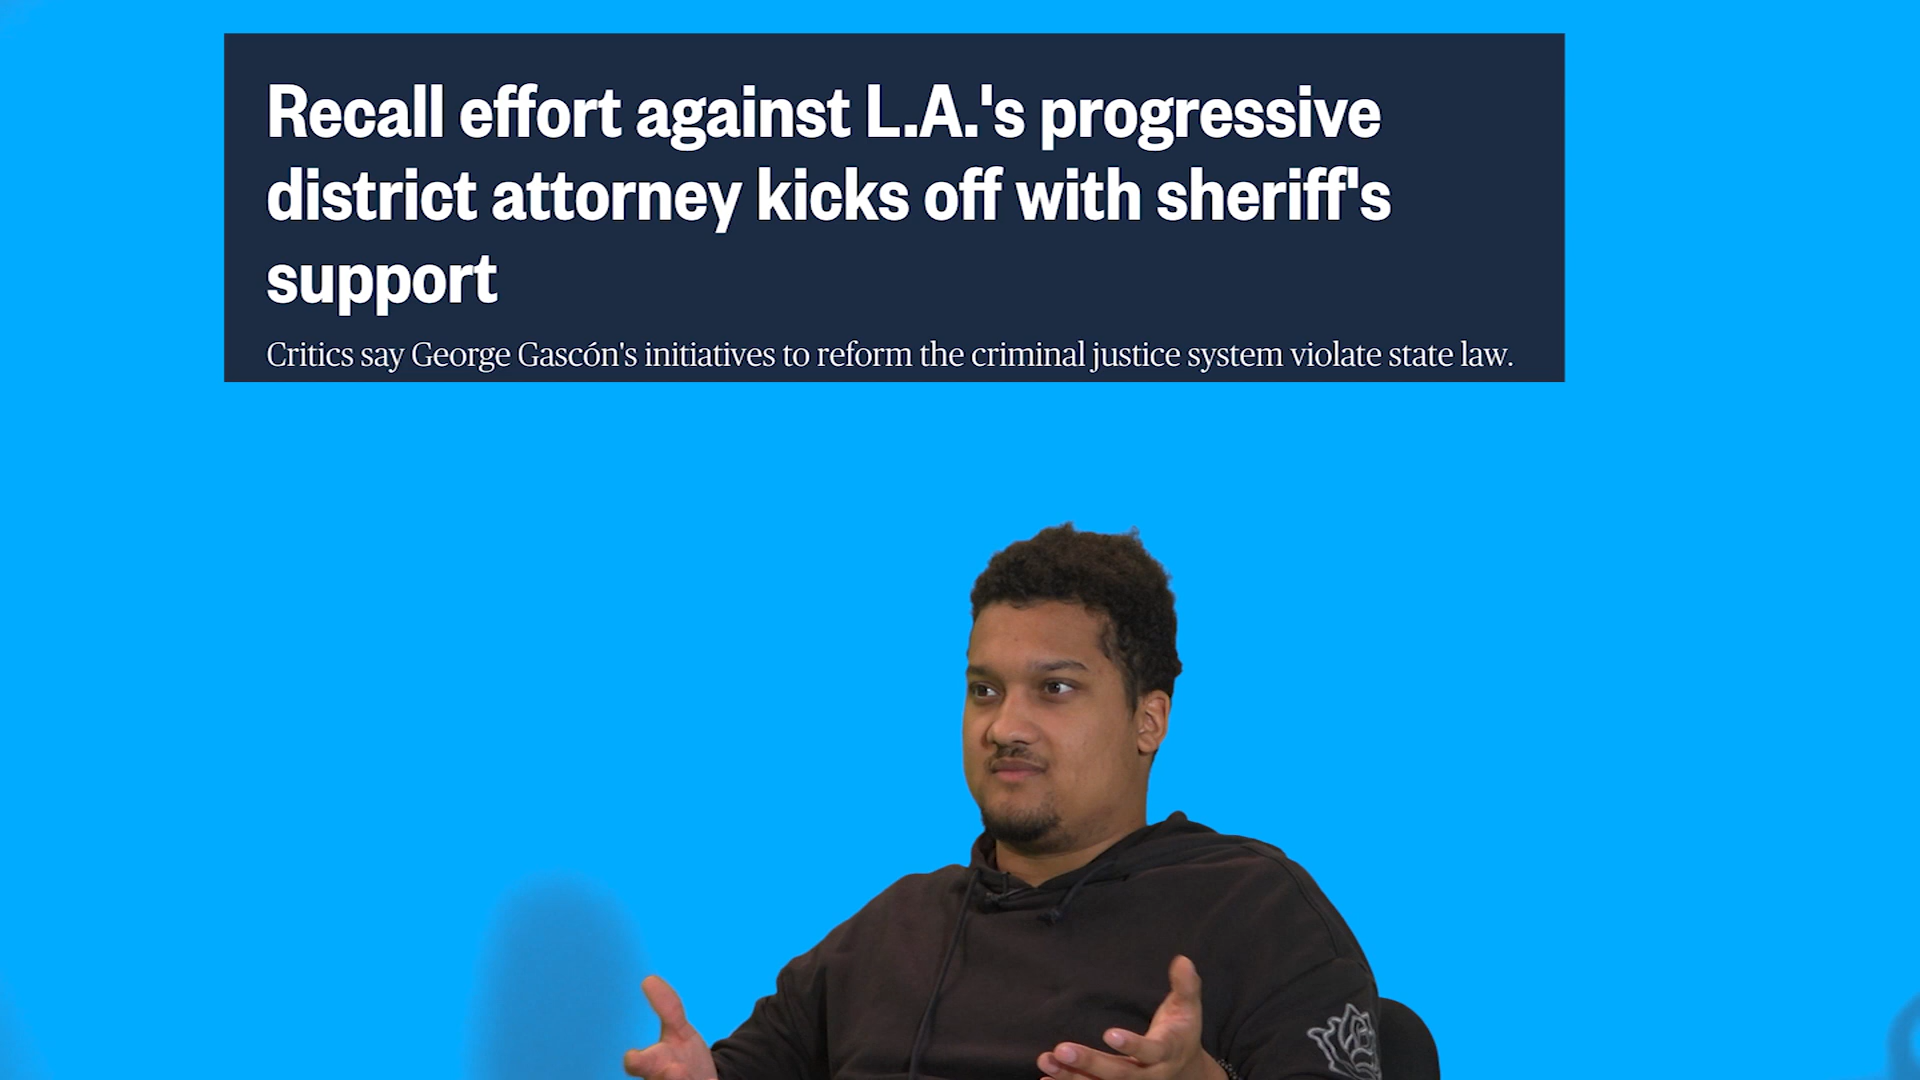 Recall effort against L.A.'s progressive
district attorney kicks off with sheriff's
support
Critics say George Gascón's initiatives to reform the criminal justice system violate state law.